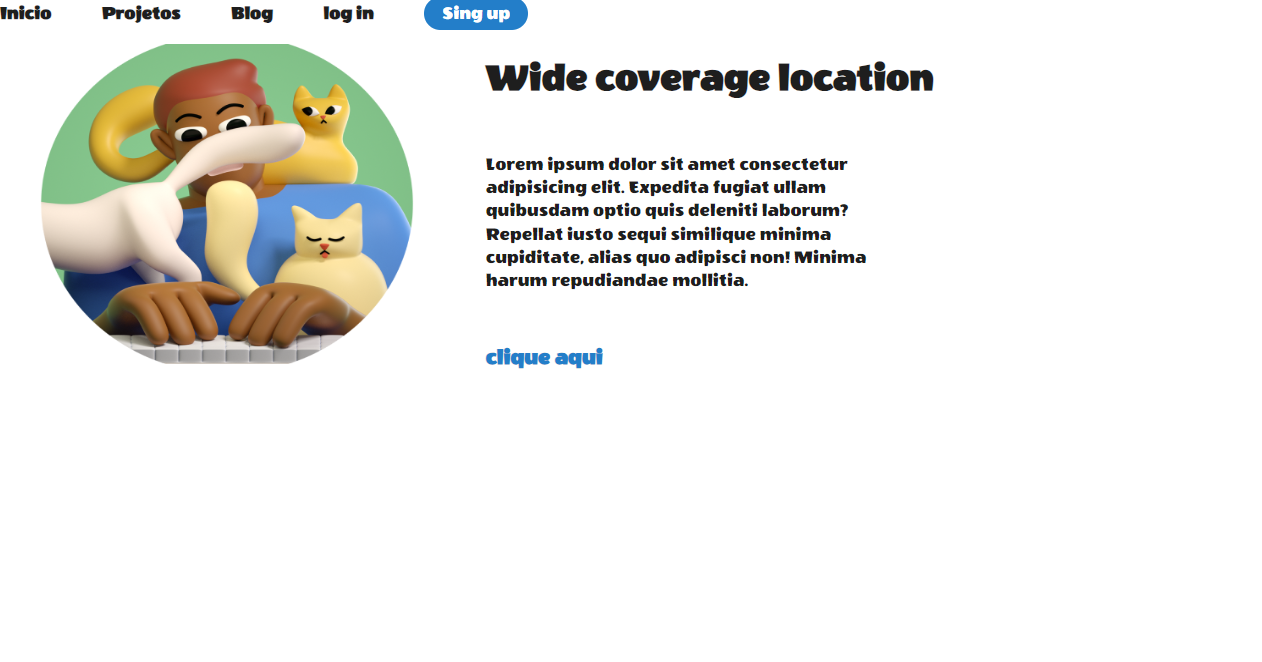 Inicio Projetos Blog log in Sing up
Wide coverage location
Lorem ipsum dolor sit amet consectetur
adipisicing elit. Expedita fugiat ullam
quibusdam optio quis deleniti laborum?
Repellat iusto sequi similique minima
cupiditate, alias quo adipisci non! Minima
harum repudiandae mollitia.
clique aqui